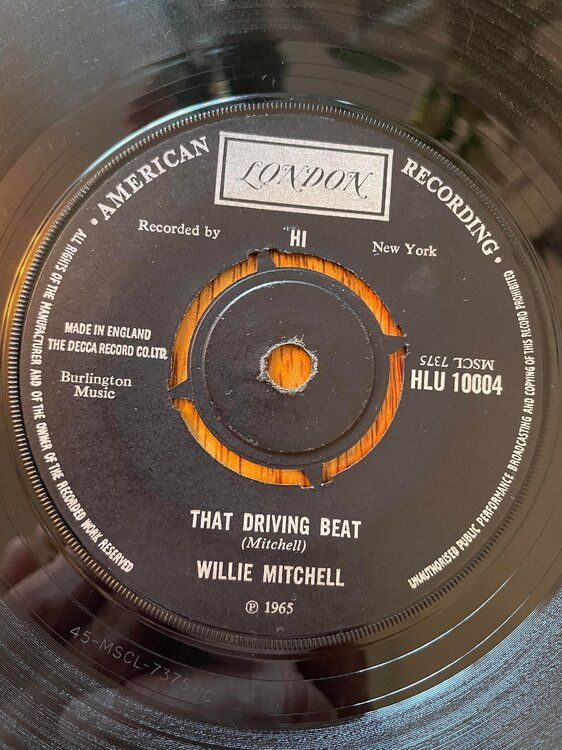 • AMERICAN
LONDON
RECORDING •
Recorded by
HI
New York
MADE IN ENGLAND
THE DECCA RECORD CO. LTD.
Burlington
Music
MSCL 7375
HLU 10004
THAT DRIVING BEAT
(Mitchell)
WILLIE MITCHELL
℗ 1965
ALL RIGHTS OF THE MANUFACTURER AND OF THE OWNER OF THE RECORDED WORK RESERVED
UNAUTHORISED PUBLIC PERFORMANCE BROADCASTING AND COPYING OF THIS RECORD PROHIBITED
45-MSCL-7375-C